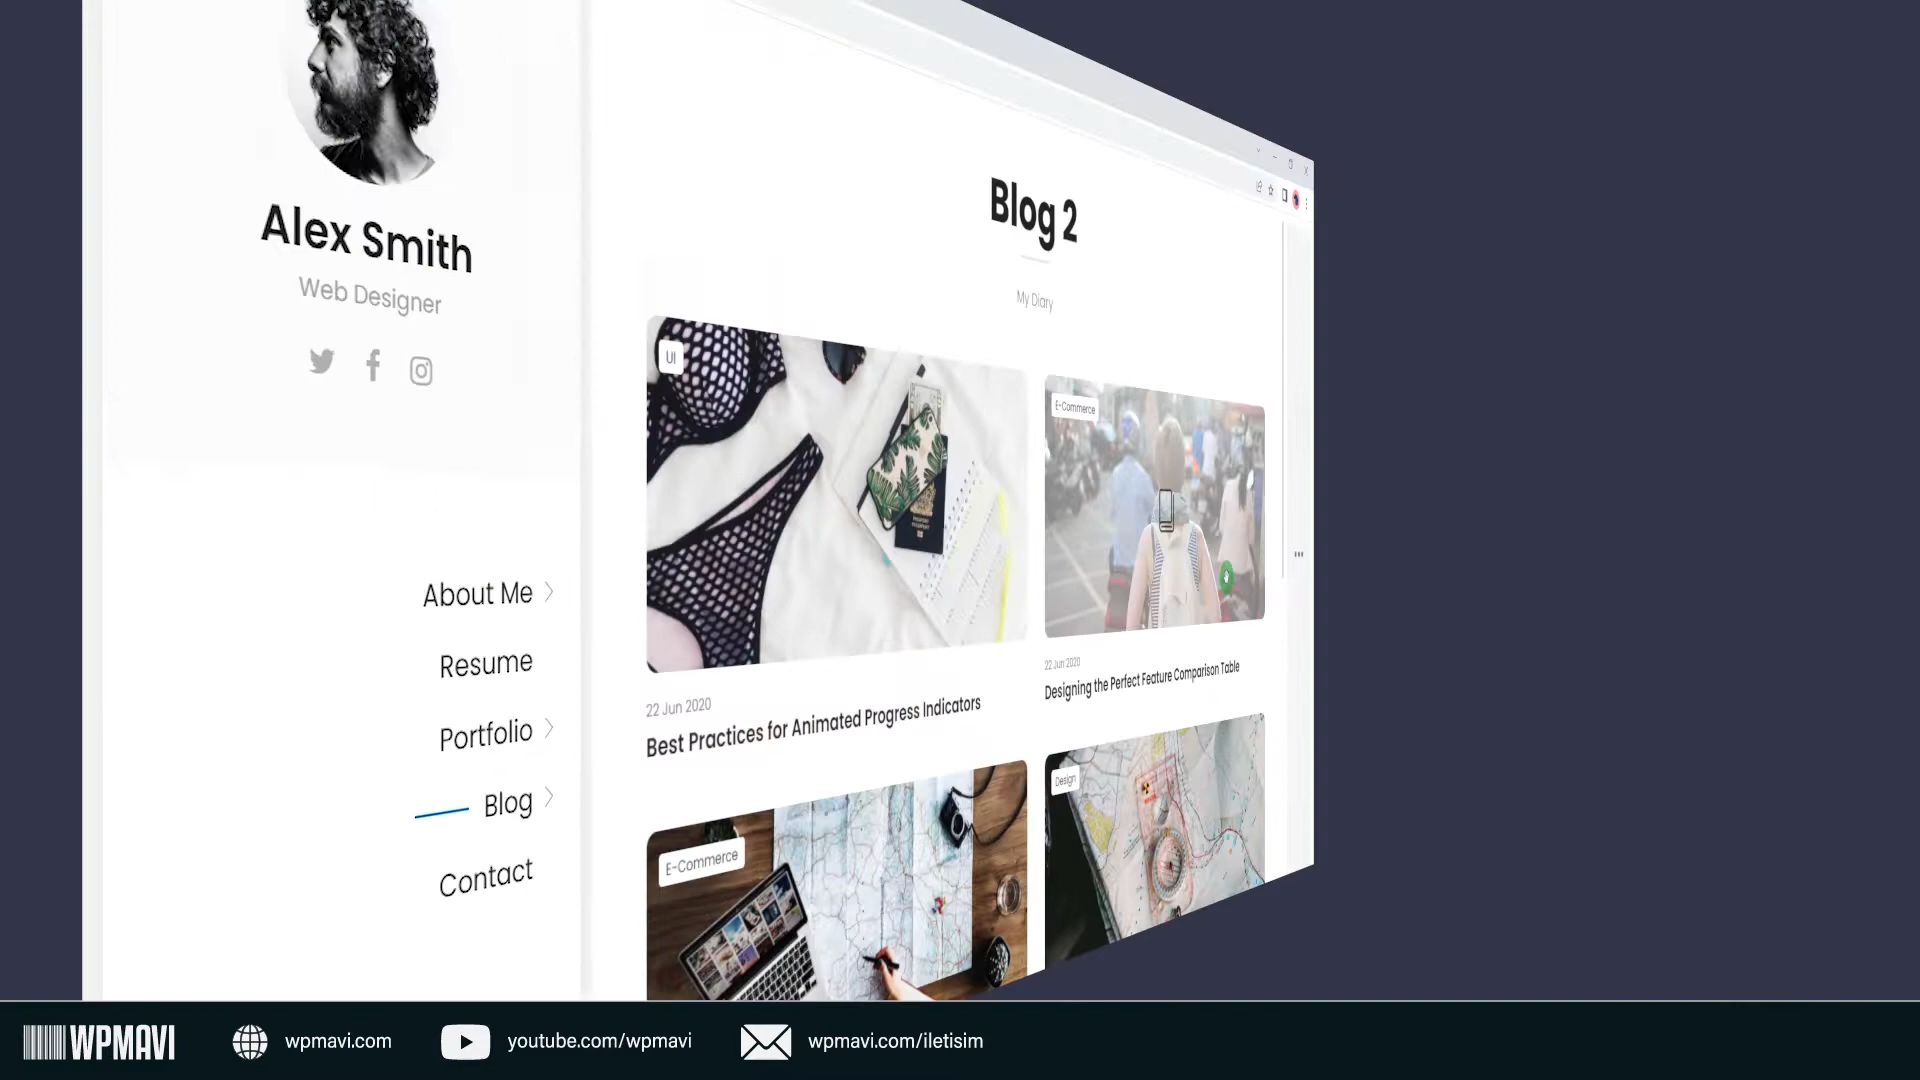 Alex Smith
Web Designer
About Me
Resume
Portfolio
Blog
Contact
Blog 2
My Diary
UI
22 Jun 2020
Best Practices for Animated Progress Indicators
E-Commerce
22 Jun 2020
Designing the Perfect Feature Comparison Table
E-Commerce
Design
WPMAVI
wpmavi.com
youtube.com/wpmavi
wpmavi.com/iletisim